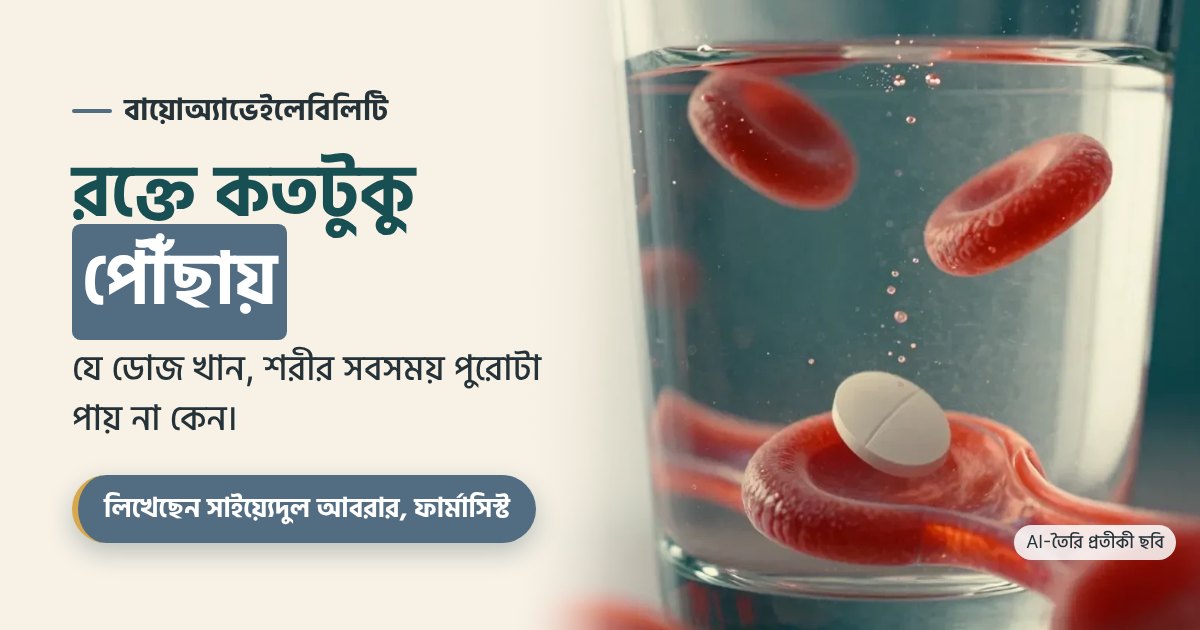 বায়োঅ্যাভেইলেবিলিটি
রক্তে কতটুকু
পৌঁছায়
যে ডোজ খান, শরীর সবসময় পুরোটা
পায় না কেন।
লিখেছেন সাইয়্যেদুল আবরার, ফার্মাসিস্ট
AI-তৈরি প্রতীকী ছবি